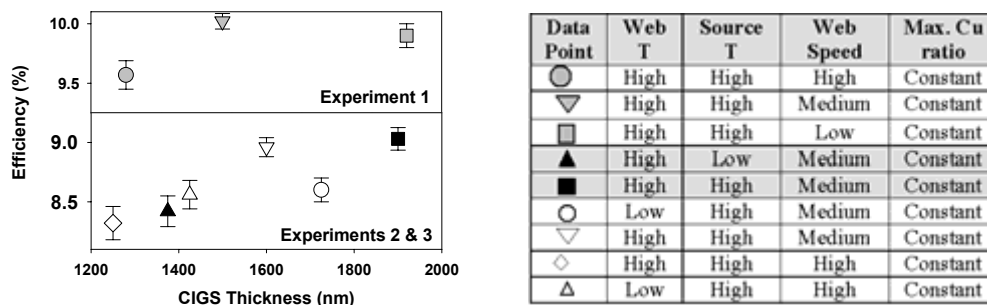 10.0
9.5
Experiment 1
Efficiency (%)
9.0
8.5
Experiments 2 & 3
1200 1400 1600 1800 2000
CIGS Thickness (nm)
Data Point Web T Source T Web Speed Max. Cu ratio
High High High Constant
High High Medium Constant
High High Low Constant
High Low Medium Constant
High High Medium Constant
Low High Medium Constant
High High Medium Constant
High High High Constant
Low High High Constant